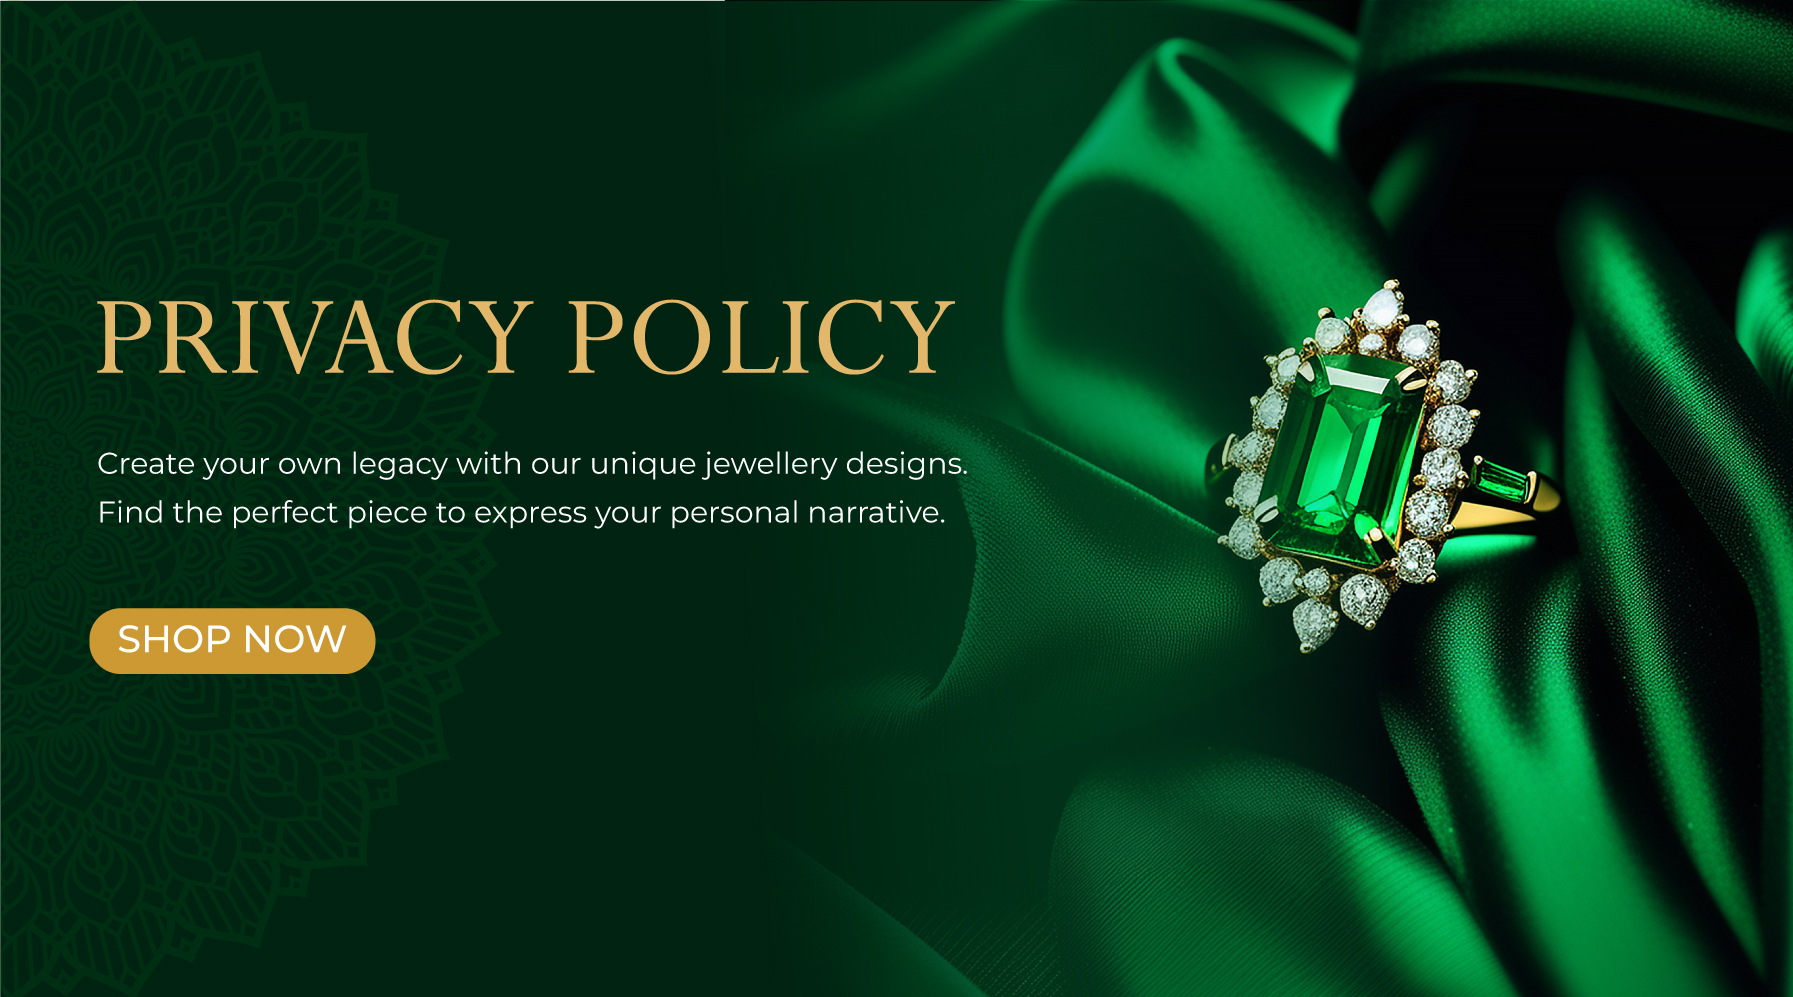 PRIVACY POLICY
Create your own legacy with our unique jewellery designs.
Find the perfect piece to express your personal narrative.
SHOP NOW